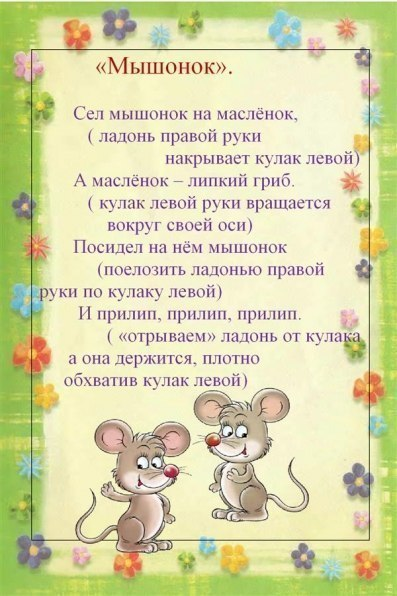 «Мышонок».
Сел мышонок на маслёнок,
( ладонь правой руки
накрывает кулак левой)
А маслёнок – липкий гриб.
( кулак левой руки вращается
вокруг своей оси)
Посидел на нём мышонок
(поелозить ладонью правой
руки по кулаку левой)
И прилип, прилип, прилип.
( «отрываем» ладонь от кулака
а она держится, плотно
обхватив кулак левой)